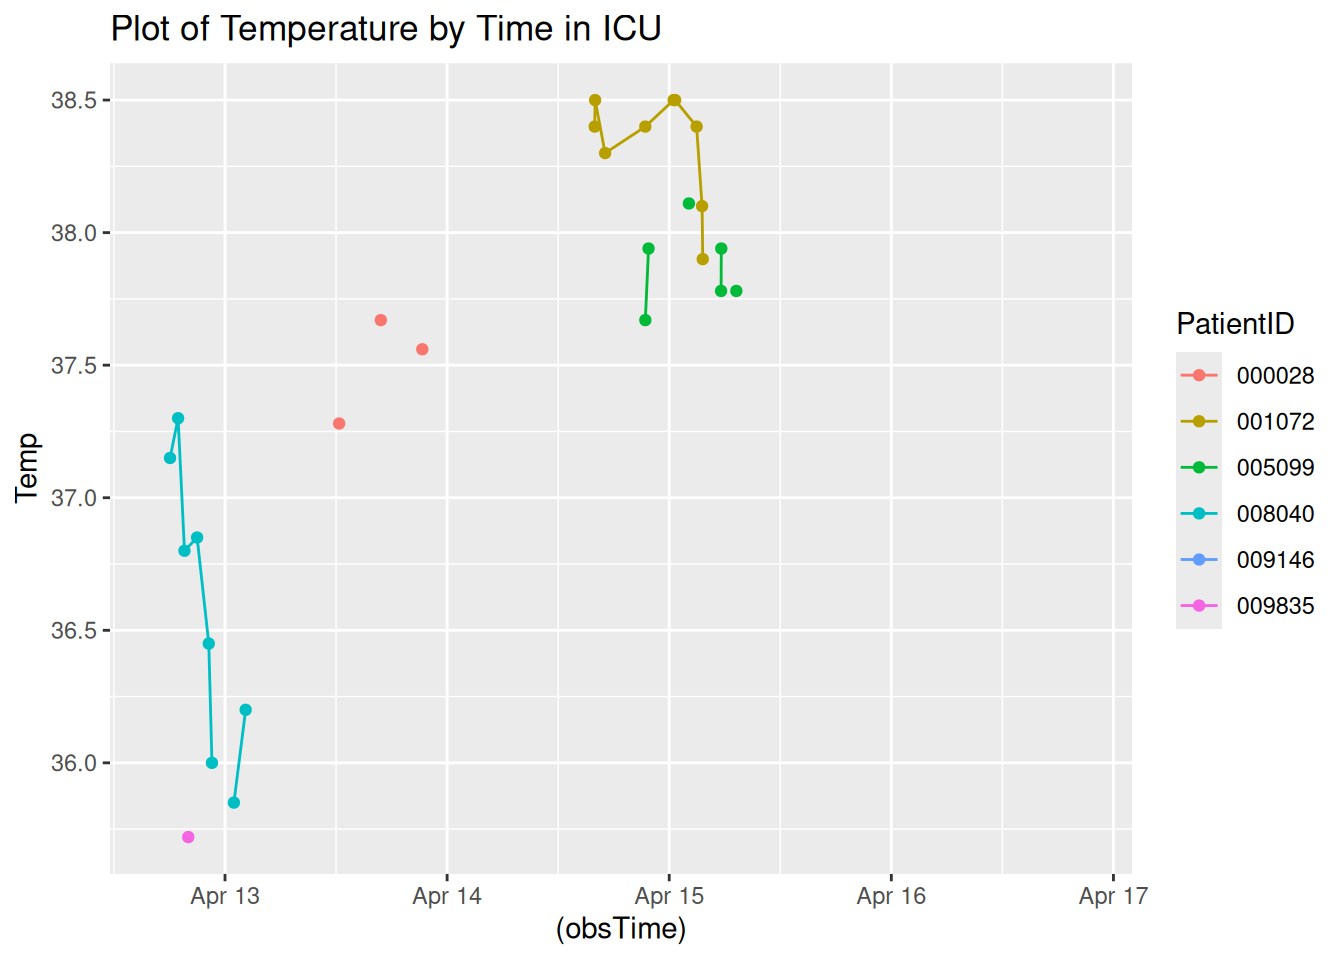 Plot of Temperature by Time in ICU
38.5
38.0
37.5
37.0
36.5
36.0
Temp
Apr 13
Apr 14
Apr 15
Apr 16
Apr 17
(obsTime)
PatientID
000028
001072
005099
008040
009146
009835